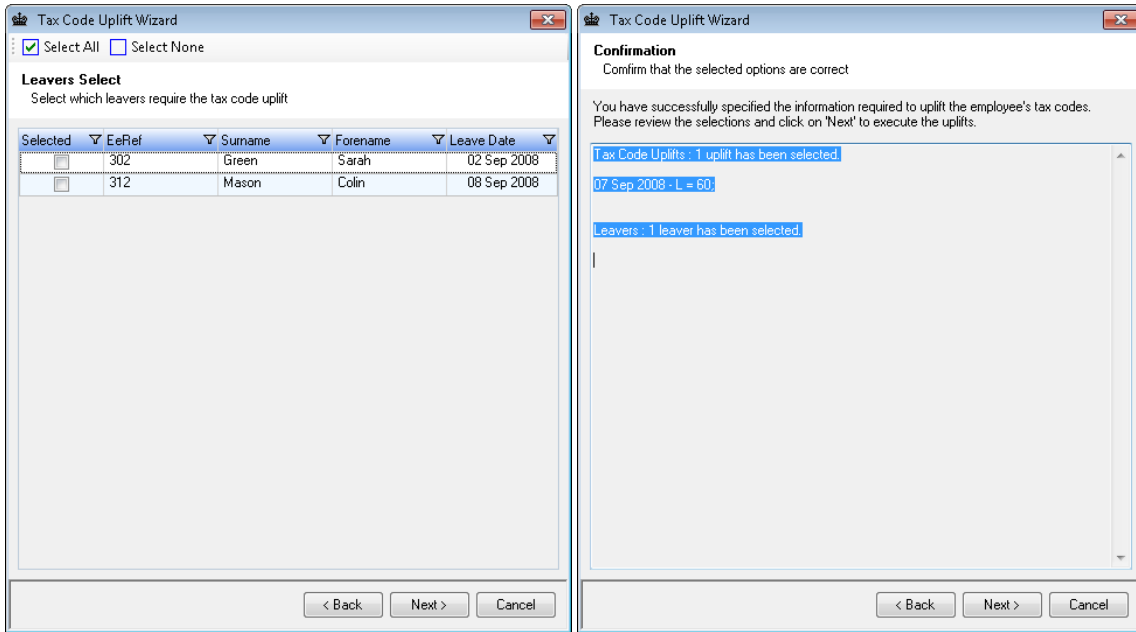 Tax Code Uplift Wizard
Select All Select None
Leavers Select
Select which leavers require the tax code uplift
Selected EeRef Surname Forename Leave Date
302 Green Sarah 02 Sep 2008
312 Mason Colin 08 Sep 2008
< Back Next > Cancel
Tax Code Uplift Wizard
Confirmation
Comfirm that the selected options are correct
You have successfully specified the information required to uplift the employee's tax codes.
Please review the selections and click on 'Next' to execute the uplifts.
Tax Code Uplifts : 1 uplift has been selected.
07 Sep 2008 - L = 60;
Leavers : 1 leaver has been selected.
< Back Next > Cancel